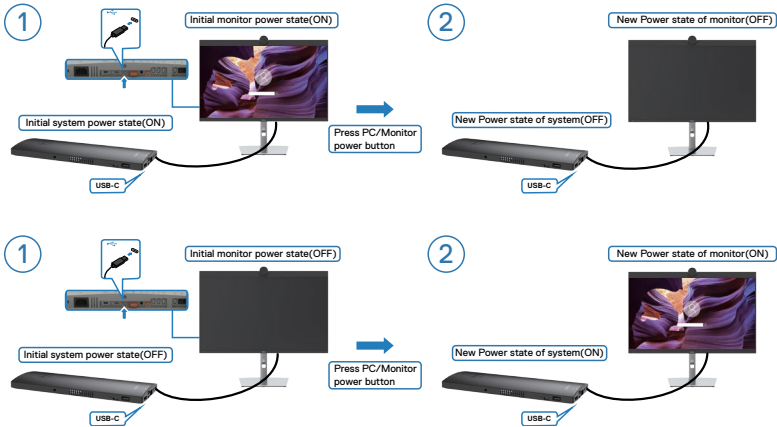 1
Initial monitor power state(ON)
Initial system power state(ON)
USB-C
Press PC/Monitor
power button
2
New Power state of monitor(OFF)
New Power state of system(OFF)
USB-C
1
Initial monitor power state(OFF)
Initial system power state(OFF)
USB-C
Press PC/Monitor
power button
2
New Power state of monitor(ON)
New Power state of system(ON)
USB-C